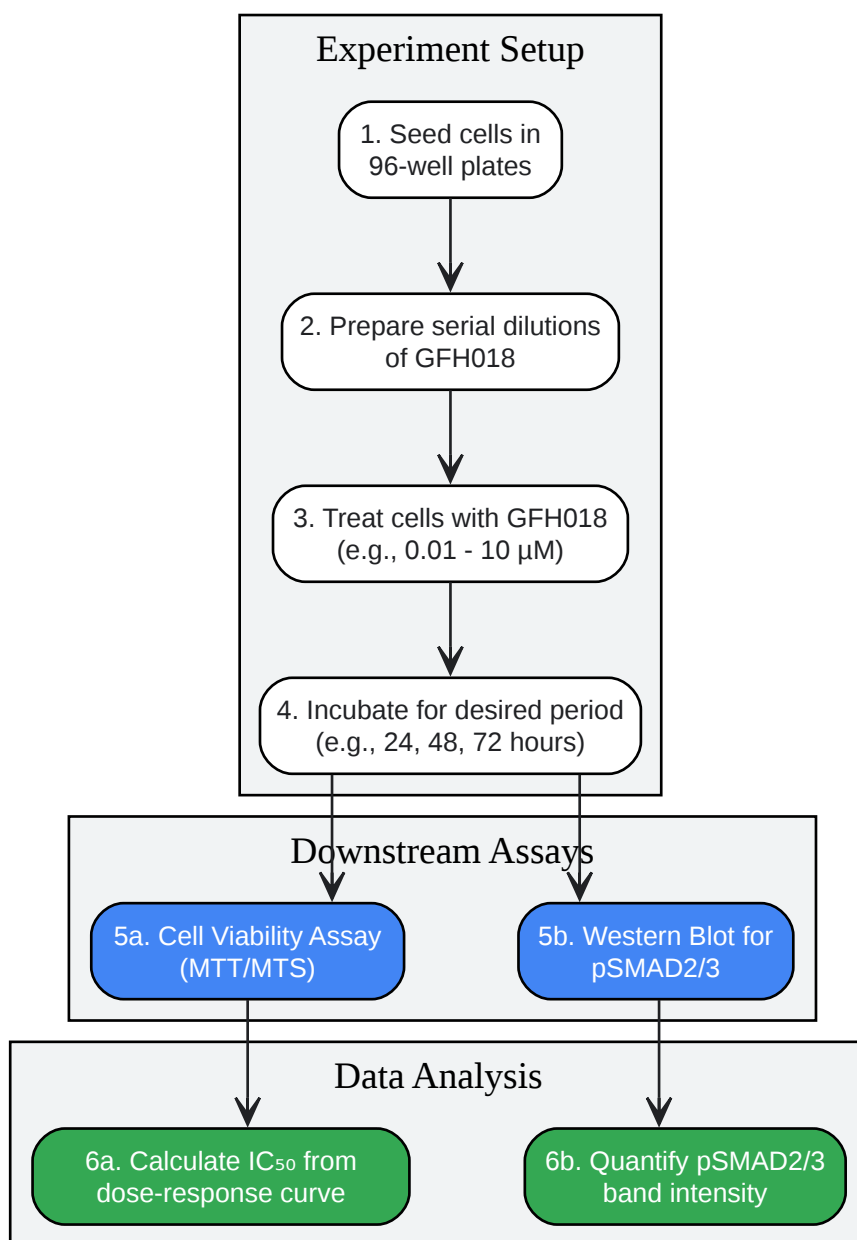 Experiment Setup
1. Seed cells in
96-well plates
2. Prepare serial dilutions
of GFH018
3. Treat cells with GFH018
(e.g., 0.01 - 10 µM)
4. Incubate for desired period
(e.g., 24, 48, 72 hours)
Downstream Assays
5a. Cell Viability Assay
(MTT/MTS)
5b. Western Blot for
pSMAD2/3
Data Analysis
6a. Calculate IC₅₀ from
dose-response curve
6b. Quantify pSMAD2/3
band intensity